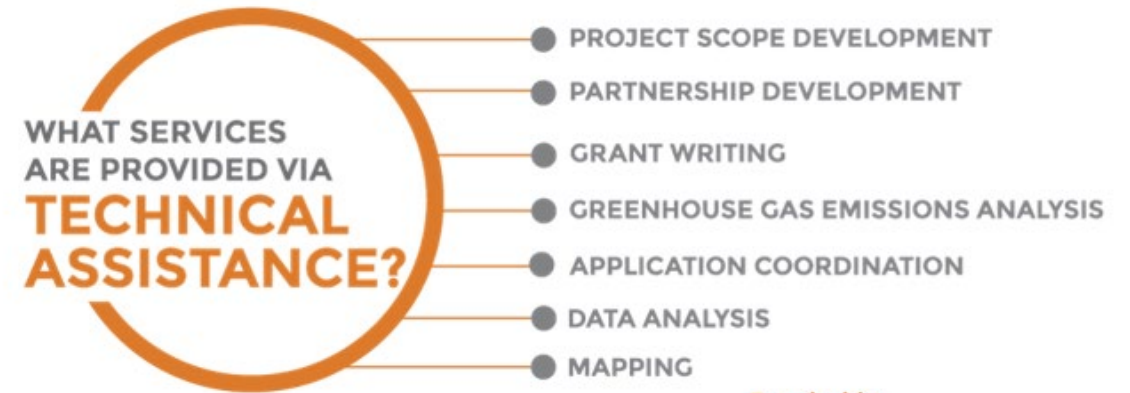 WHAT SERVICES
ARE PROVIDED VIA
TECHNICAL
ASSISTANCE?
PROJECT SCOPE DEVELOPMENT
PARTNERSHIP DEVELOPMENT
GRANT WRITING
GREENHOUSE GAS EMISSIONS ANALYSIS
APPLICATION COORDINATION
DATA ANALYSIS
MAPPING